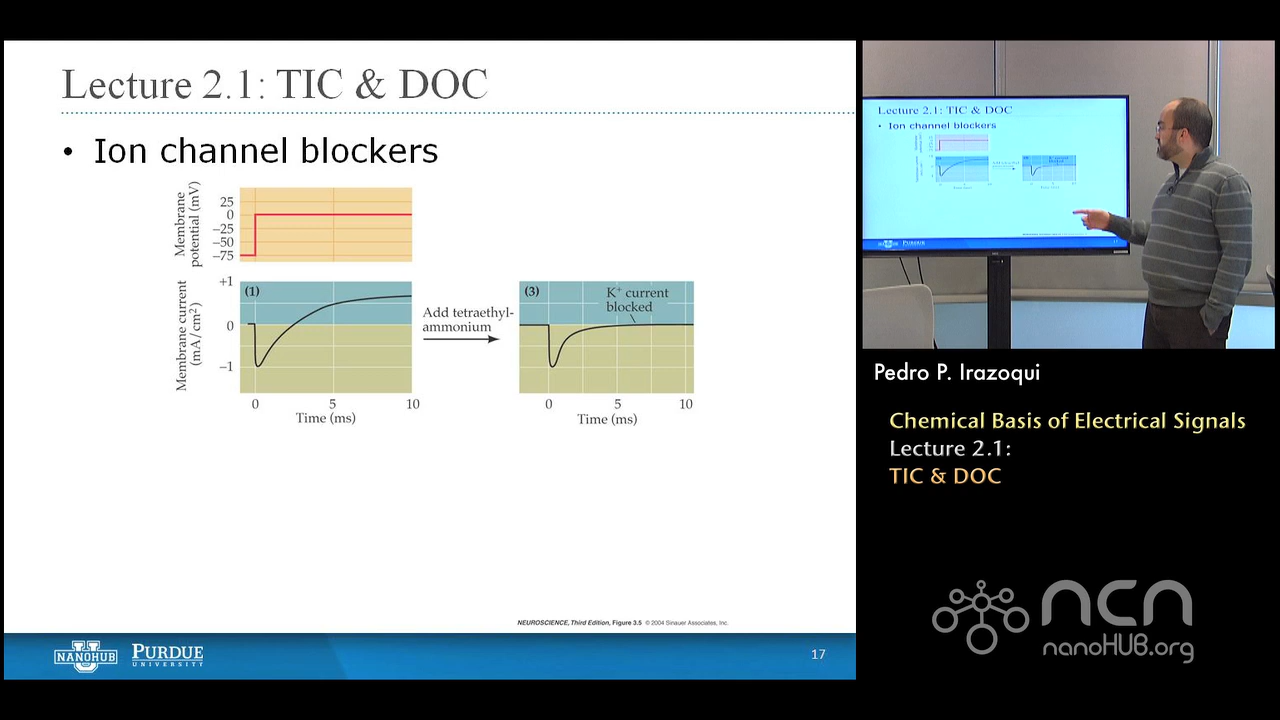 Lecture 2.1: TIC & DOC
• Ion channel blockers
Membrane
potential (mV)
25
0
−25
−50
−75
Membrane current
(mA/cm²)
+1
0
−1
(1)
0
5
10
Time (ms)
Add tetraethyl-
ammonium
(3)
K⁺ current
blocked
0
5
10
Time (ms)
NEUROSCIENCE, Third Edition, Figure 3.5 © 2004 Sinauer Associates, Inc.
NANOHUB
U
PURDUE
UNIVERSITY
17
Lecture 2.1: TIC & DOC
• Ion channel blockers
PURDUE
17
Pedro P. Irazoqui
Chemical Basis of Electrical Signals
Lecture 2.1:
TIC & DOC
ncn
nanoHUB.org